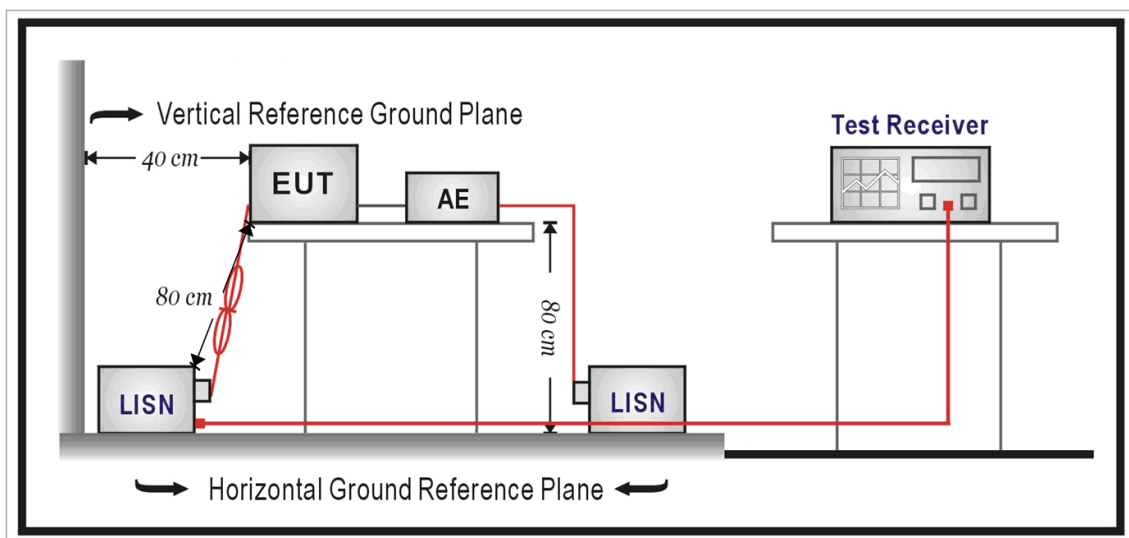 Vertical Reference Ground Plane
40 cm
EUT
AE
Test Receiver
80 cm
80 cm
LISN
LISN
Horizontal Ground Reference Plane